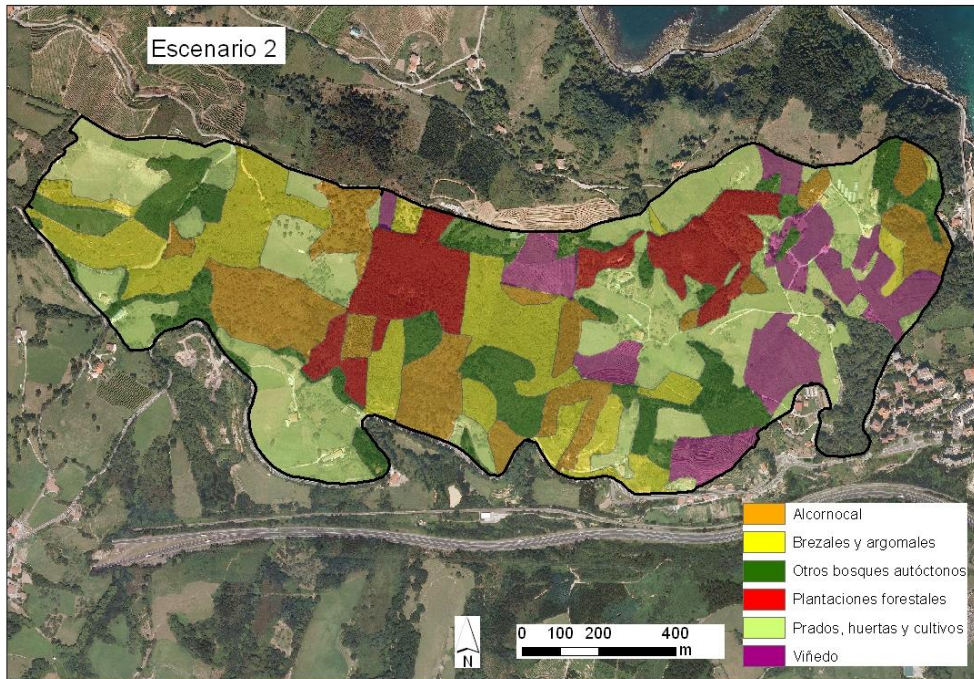 Escenario 2
Alcornocal
Brezales y argomales
Otros bosques autóctonos
Plantaciones forestales
Prados, huertas y cultivos
Viñedo
N
0 100 200 400
m